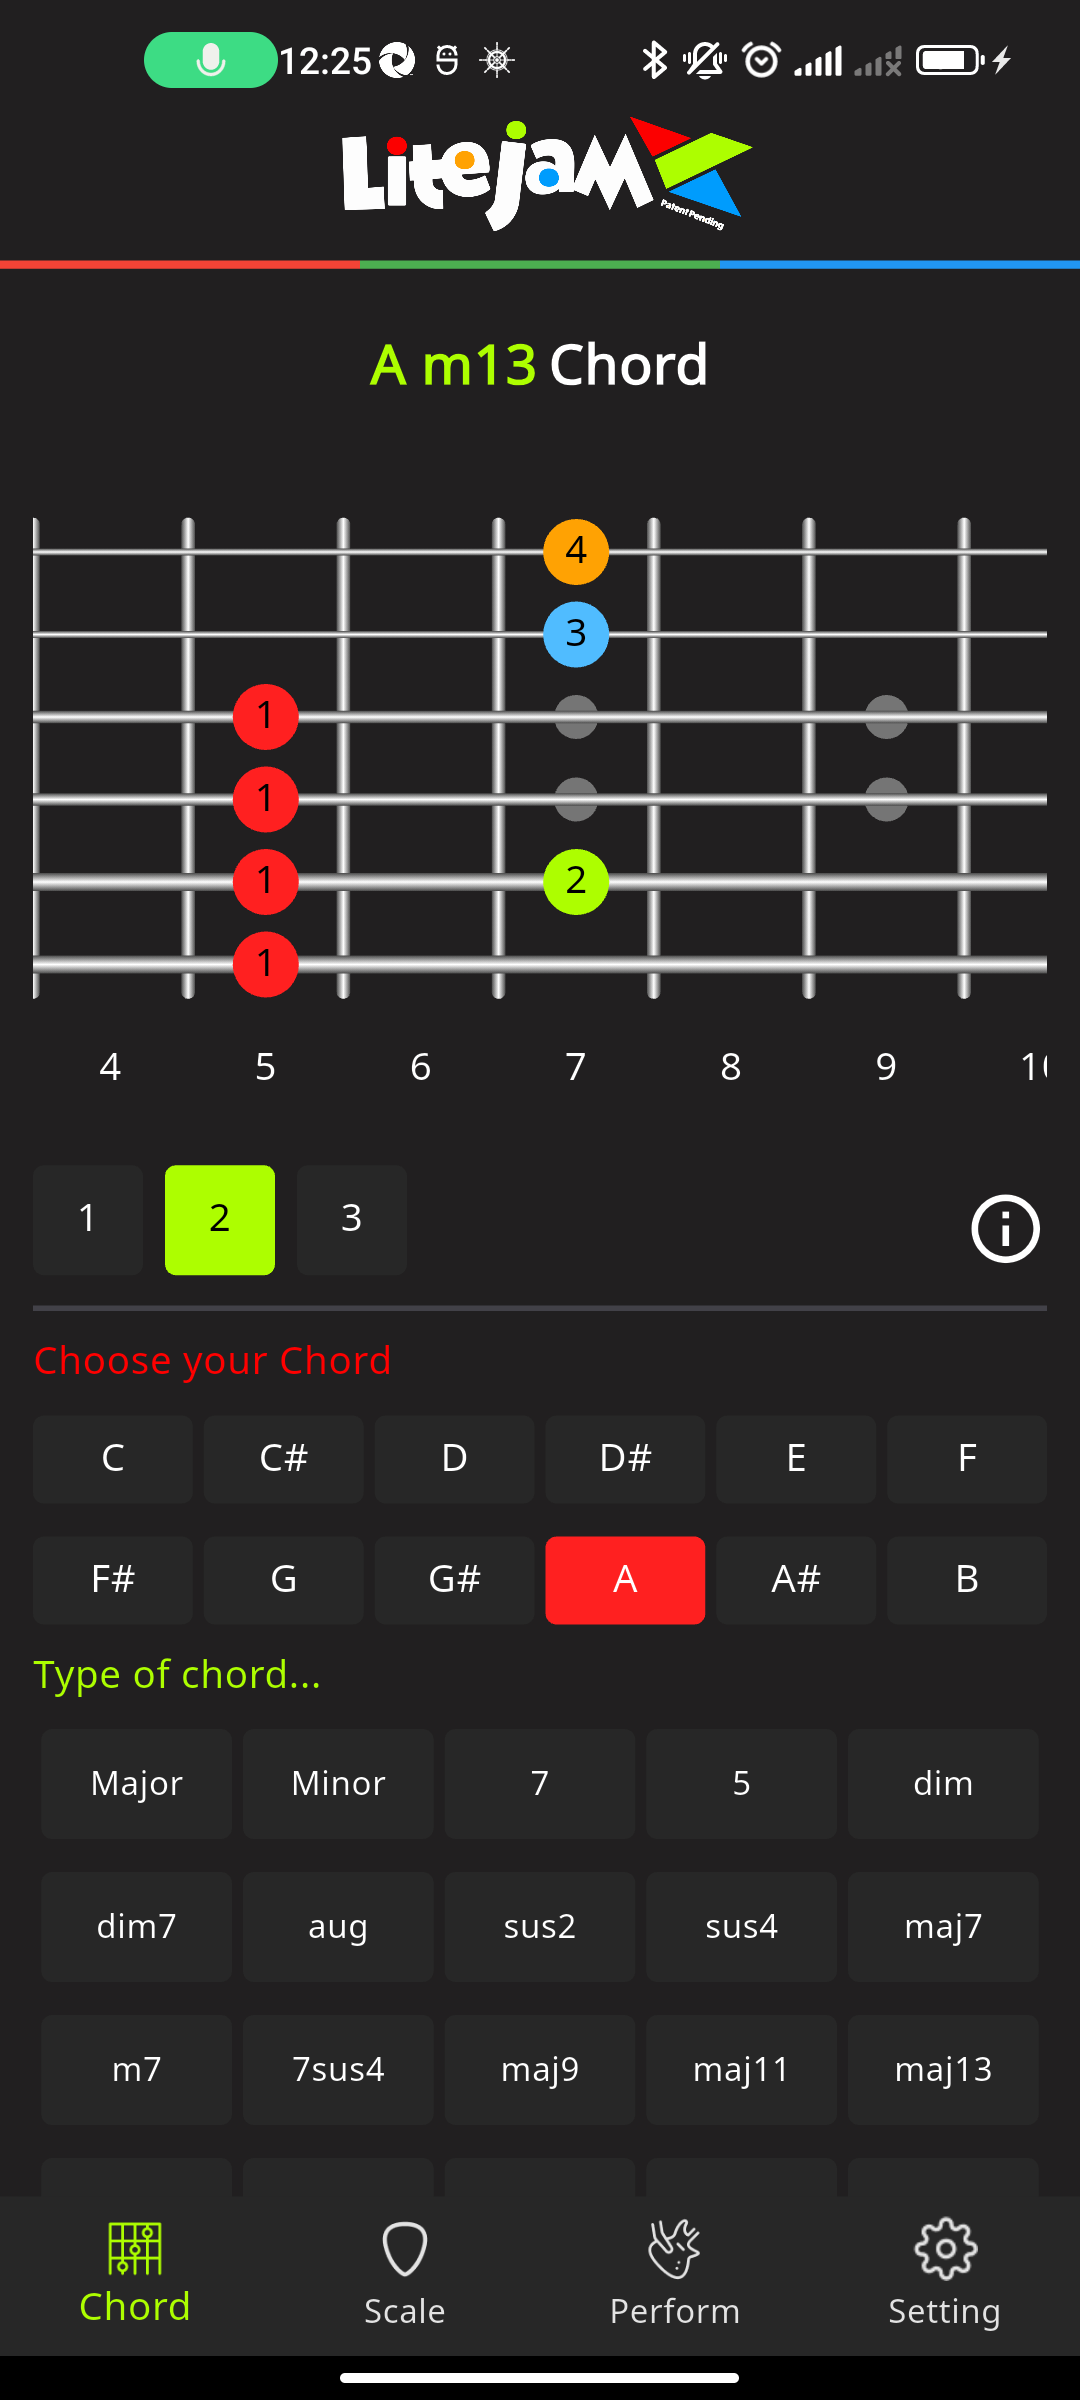 12:25
LitejaM
Patent Pending
A m13 Chord
4
3
1
1
1 2
1
4 5 6 7 8 9
1 2 3
Choose your Chord
C C# D D# E F
F# G G# A A# B
Type of chord...
Major Minor 7 5 dim
dim7 aug sus2 sus4 maj7
m7 7sus4 maj9 maj11 maj13
Chord Scale Perform Setting